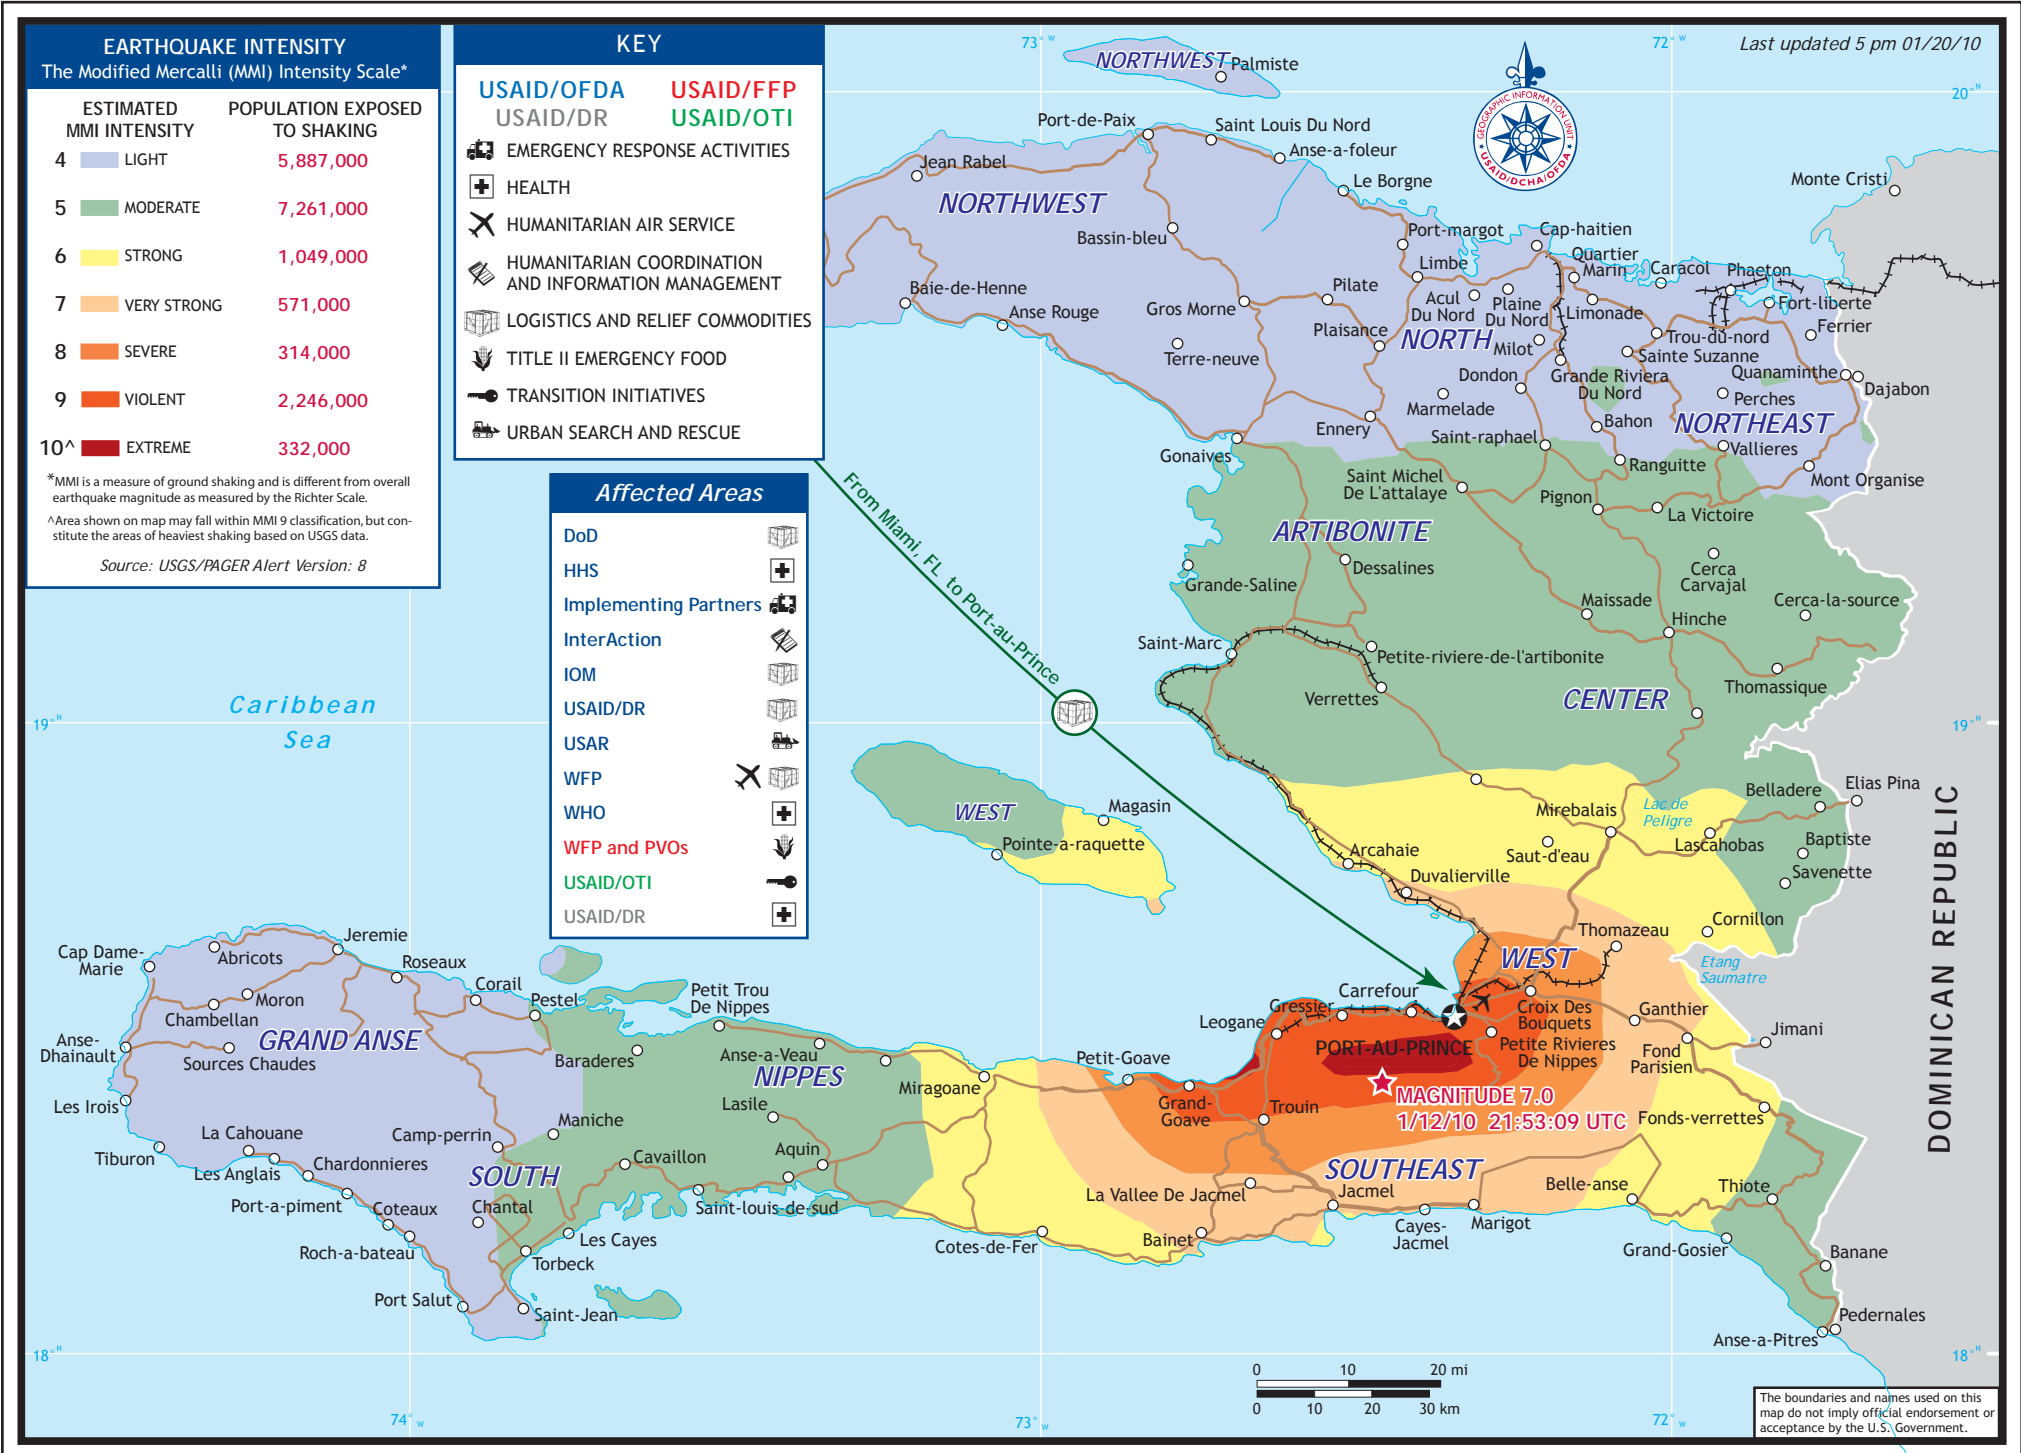 EARTHQUAKE INTENSITY
The Modified Mercalli (MMI) Intensity Scale*
ESTIMATED
MMI INTENSITY
POPULATION EXPOSED
TO SHAKING
4 LIGHT 5,887,000
5 MODERATE 7,261,000
6 STRONG 1,049,000
7 VERY STRONG 571,000
8 SEVERE 314,000
9 VIOLENT 2,246,000
10^ EXTREME 332,000
*MMI is a measure of ground shaking and is different from overall
earthquake magnitude as measured by the Richter Scale.
^Area shown on map may fall within MMI 9 classification, but con-
stitute the areas of heaviest shaking based on USGS data.
Source: USGS/PAGER Alert Version: 8
KEY
USAID/OFDA USAID/FFP
USAID/DR USAID/OTI
EMERGENCY RESPONSE ACTIVITIES
HEALTH
HUMANITARIAN AIR SERVICE
HUMANITARIAN COORDINATION
AND INFORMATION MANAGEMENT
LOGISTICS AND RELIEF COMMODITIES
TITLE II EMERGENCY FOOD
TRANSITION INITIATIVES
URBAN SEARCH AND RESCUE
Affected Areas
DoD
HHS
Implementing Partners
InterAction
IOM
USAID/DR
USAR
WFP
WHO
WFP and PVOs
USAID/OTI
USAID/DR
Last updated 5 pm 01/20/10
GEOGRAPHIC INFORMATION UNIT
USAID/DCHA/OFDA
73° W
72° W
20° N
NORTHWEST
Palmiste
Port-de-Paix
Saint Louis Du Nord
Anse-a-foleur
Jean Rabel
Le Borgne
Monte Cristi
NORTHWEST
Bassin-bleu
Port-margot
Cap-haitien
Quartier
Marin
Limbe
Caracol
Phaeton
Baie-de-Henne
Anse Rouge
Gros Morne
Pilate
Acul
Du Nord
Plaine
Du Nord
Limonade
Fort-liberte
Ferrier
Plaisance
NORTH
Milot
Trou-du-nord
Sainte Suzanne
Terre-neuve
Dondon
Grande Riviera
Du Nord
Quanaminthe
Dajabon
Perches
Marmelade
Ennery
Saint-raphael
Bahon
NORTHEAST
Vallieres
Gonaives
Ranguitte
Mont Organise
Saint Michel
De L'attalaye
Pignon
La Victoire
From Miami, FL to Port-au-Prince
ARTIBONITE
Dessalines
Grande-Saline
Cerca
Carvajal
Maissade
Cerca-la-source
Hinche
Saint-Marc
Petite-riviere-de-l'artibonite
Verrettes
CENTER
Thomassique
Caribbean
Sea
19° N
19° N
WEST
Magasin
Pointe-a-raquette
Mirebalais
Lac de
Peligre
Belladere
Elias Pina
Saut-d'eau
Lascahobas
Baptiste
Savenette
Arcahaie
Duvalierville
Cornillon
Thomazeau
WEST
Etang
Saumatre
DOMINICAN REPUBLIC
Cap Dame-
Marie
Abricots
Jeremie
Roseaux
Corail
Pestel
Petit Trou
De Nippes
Moron
Chambellan
GRAND ANSE
Anse-
Dhainault
Sources Chaudes
Baraderes
Anse-a-Veau
NIPPES
Miragoane
Petit-Goave
Leogane
Gressier
Carrefour
Croix Des
Bouquets
Ganthier
Jimani
PORT-AU-PRINCE
Petite Rivieres
De Nippes
Fond
Parisien
Les Irois
Lasile
Grand-
Goave
Trouin
MAGNITUDE 7.0
1/12/10 21:53:09 UTC
Fonds-verrettes
Tiburon
La Cahouane
Les Anglais
Chardonnieres
Camp-perrin
Maniche
Cavaillon
Aquin
SOUTH
SOUTHEAST
Port-a-piment
Coteaux
Chantal
Saint-louis-de-sud
La Vallee De Jacmel
Jacmel
Belle-anse
Thiote
Roch-a-bateau
Les Cayes
Torbeck
Cotes-de-Fer
Bainet
Cayes-
Jacmel
Marigot
Grand-Gosier
Banane
Port Salut
Saint-Jean
Pedernales
Anse-a-Pitres
18° N
18° N
0 10 20 mi
0 10 20 30 km
74° W
73° W
72° W
The boundaries and names used on this
map do not imply official endorsement or
acceptance by the U.S. Government.